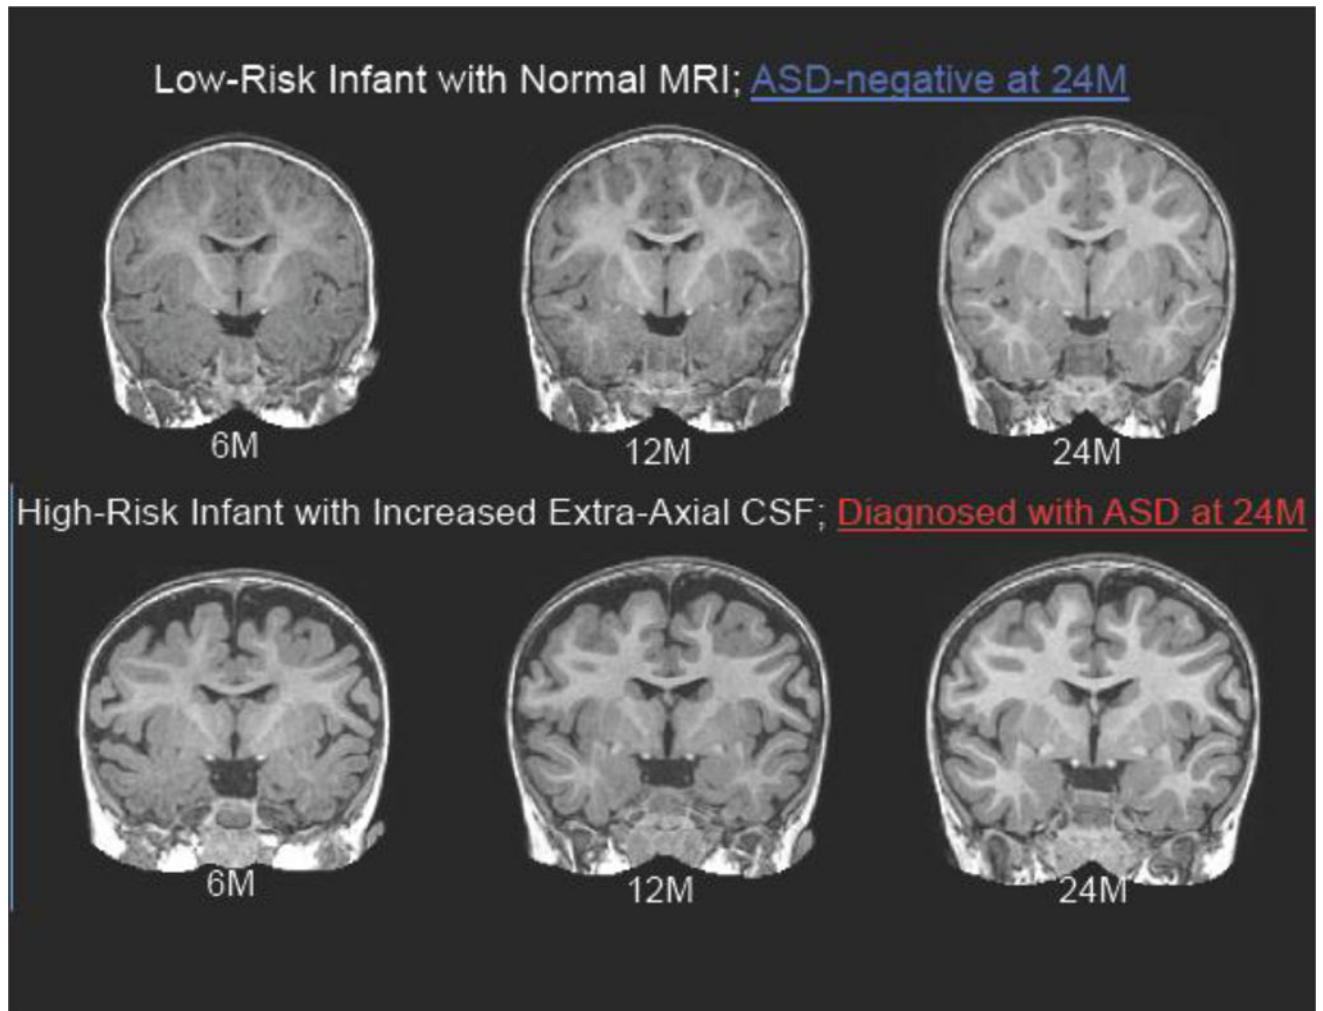 Low-Risk Infant with Normal MRI; ASD-negative at 24M
6M
12M
24M
High-Risk Infant with Increased Extra-Axial CSF; Diagnosed with ASD at 24M
6M
12M
24M